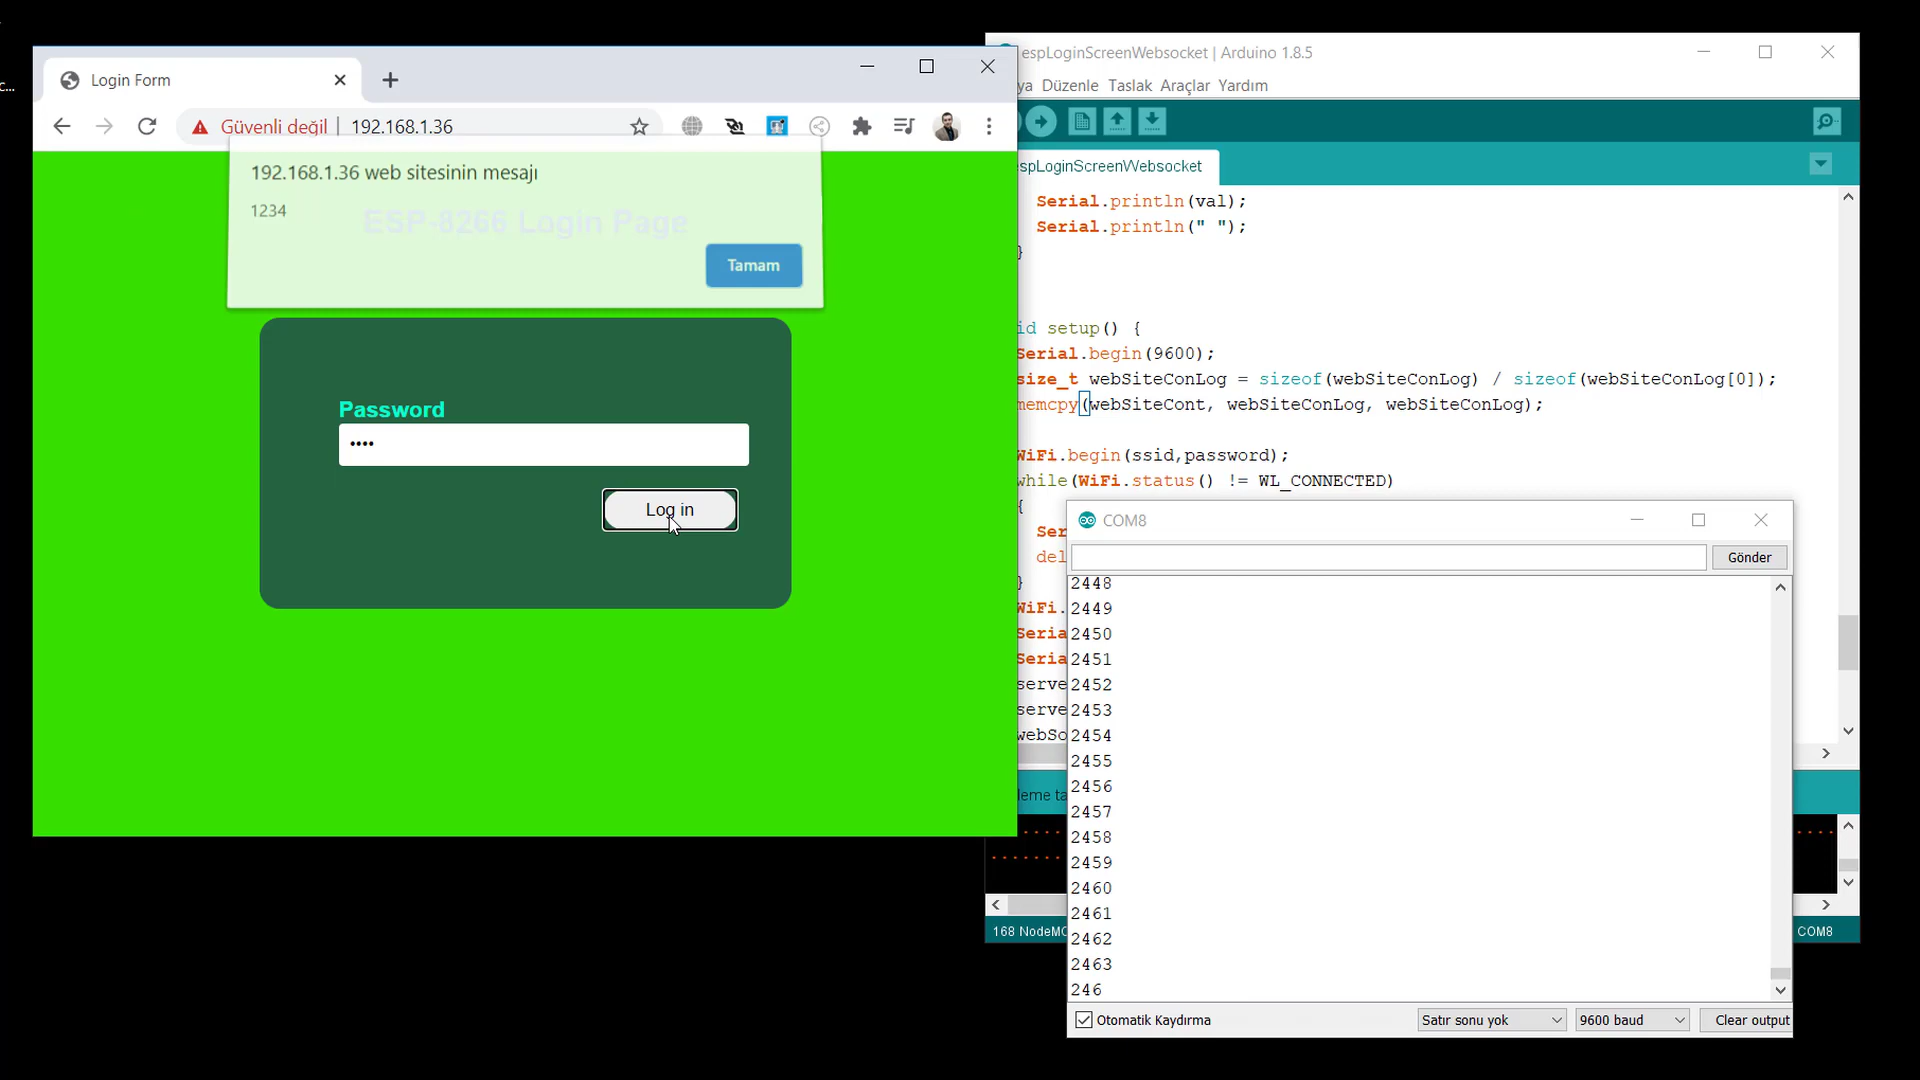 c...
Login Form
Güvenli değil | 192.168.1.36
192.168.1.36 web sitesinin mesajı
1234
ESP-8266 Login Page
Tamam
Password
••••
Log in
espLoginScreenWebsocket | Arduino 1.8.5
ya Düzenle Taslak Araçlar Yardım
spLoginScreenWebsocket
Serial.println(val);
Serial.println(" ");
}
id setup() {
Serial.begin(9600);
size_t webSiteConLog = sizeof(webSiteConLog) / sizeof(webSiteConLog[0]);
memcpy(webSiteCont, webSiteConLog, webSiteConLog);
WiFi.begin(ssid,password);
while(WiFi.status() != WL_CONNECTED)
{
Ser
del
}
WiFi.
Seria
Seria
serve
serve
webSo
leme ta
168 NodeMC
COM8
COM8
Gönder
2448
2449
2450
2451
2452
2453
2454
2455
2456
2457
2458
2459
2460
2461
2462
2463
246
Otomatik Kaydırma
Satır sonu yok
9600 baud
Clear output